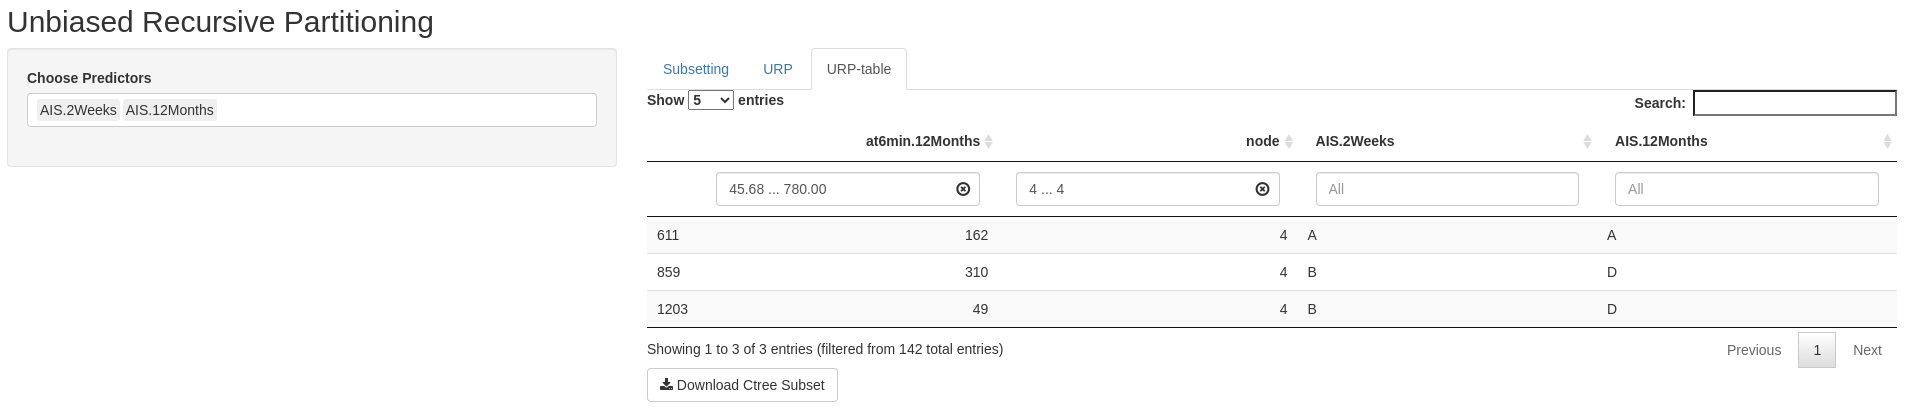 Unbiased Recursive Partitioning
Choose Predictors
AIS.2Weeks AIS.12Months
Subsetting URP URP-table
Show 5 entries Search:
at6min.12Months node AIS.2Weeks AIS.12Months
45.68 ... 780.00 4 ... 4 All All
611 162 4 A A
859 310 4 B D
1203 49 4 B D
Showing 1 to 3 of 3 entries (filtered from 142 total entries) Previous 1 Next
Download Ctree Subset